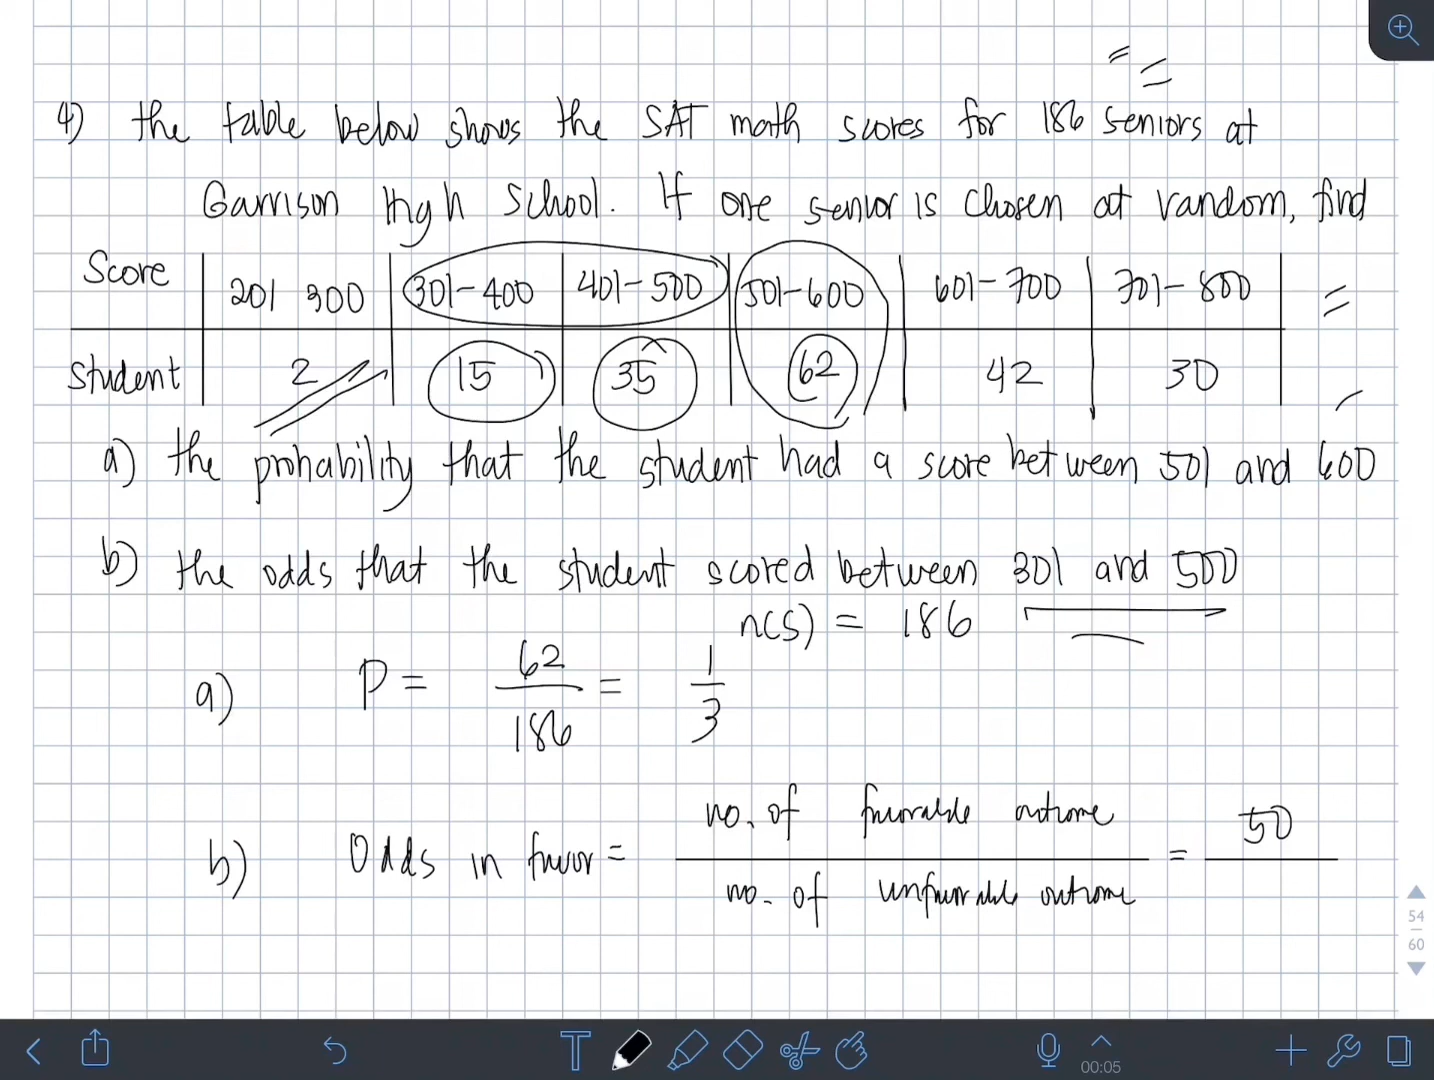 4) the table below shows the SAT math scores for 186 seniors at
Garrison High School. If one senior is chosen at random, find
Score 201 300 301-400 401-500 501-600 601-700 701-800
Student 2 15 35 62 42 30
a) the probability that the student had a score between 501 and 600
b) the odds that the student scored between 301 and 500
n(S) = 186
a) P = 62/186 = 1/3
b) Odds in favor = no. of favorable outcome / no. of unfavorable outcome = 50
54
60
T
00:05